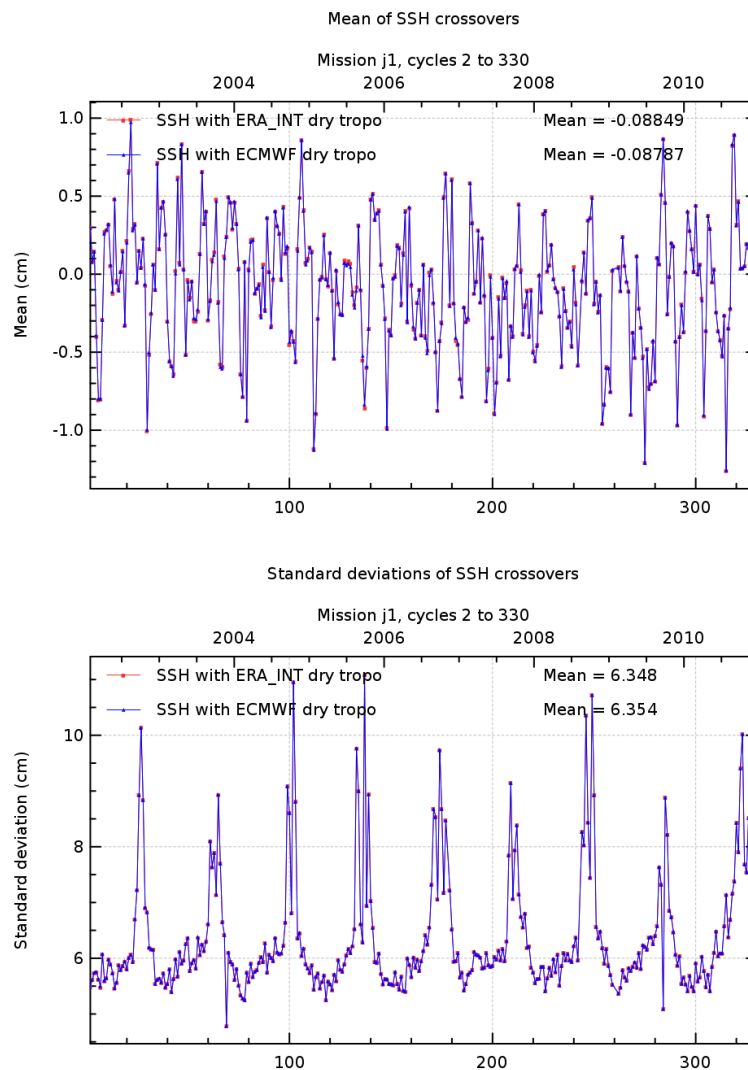 Mean of SSH crossovers
Mission j1, cycles 2 to 330
2004 2006 2008 2010
SSH with ERA_INT dry tropo Mean = -0.08849
SSH with ECMWF dry tropo Mean = -0.08787
1.0
0.5
0.0
-0.5
-1.0
Mean (cm)
100 200 300
Standard deviations of SSH crossovers
Mission j1, cycles 2 to 330
2004 2006 2008 2010
SSH with ERA_INT dry tropo Mean = 6.348
SSH with ECMWF dry tropo Mean = 6.354
10
8
6
Standard deviation (cm)
100 200 300